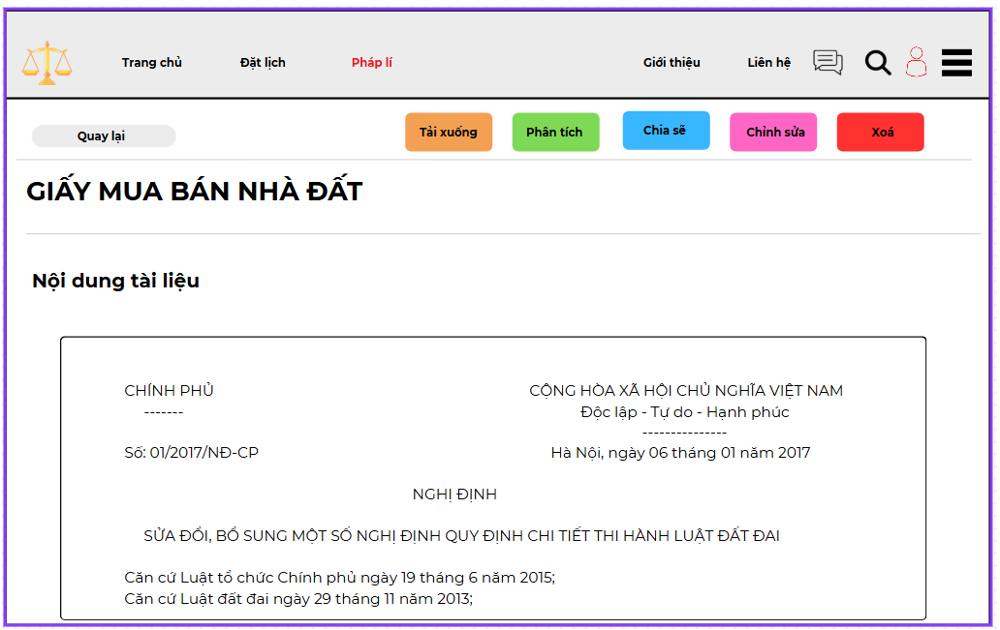 Trang chủ Đặt lịch Pháp lí Giới thiệu Liên hệ
Quay lại Tải xuống Phân tích Chia sẽ Chỉnh sửa Xoá
GIẤY MUA BÁN NHÀ ĐẤT
Nội dung tài liệu
CHÍNH PHỦ CỘNG HÒA XÃ HỘI CHỦ NGHĨA VIỆT NAM
------- Độc lập - Tự do - Hạnh phúc
---------------
Số: 01/2017/NĐ-CP Hà Nội, ngày 06 tháng 01 năm 2017
NGHỊ ĐỊNH
SỬA ĐỔI, BỔ SUNG MỘT SỐ NGHỊ ĐỊNH QUY ĐỊNH CHI TIẾT THI HÀNH LUẬT ĐẤT ĐAI
Căn cứ Luật tổ chức Chính phủ ngày 19 tháng 6 năm 2015;
Căn cứ Luật đất đai ngày 29 tháng 11 năm 2013;